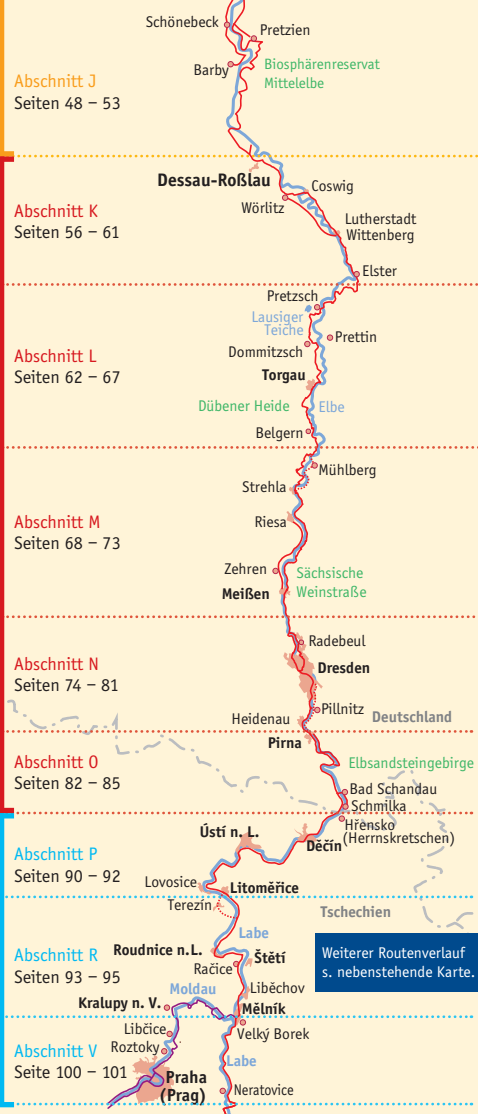 Schönebeck
Pretzien
Barby
Biosphärenreservat
Mittelelbe
Abschnitt J
Seiten 48 – 53
Dessau-Roßlau
Coswig
Wörlitz
Abschnitt K
Seiten 56 – 61
Lutherstadt
Wittenberg
Elster
Pretzsch
Lausiger
Teiche
Prettin
Dommitzsch
Abschnitt L
Seiten 62 – 67
Torgau
Dübener Heide
Elbe
Belgern
Mühlberg
Strehla
Riesa
Abschnitt M
Seiten 68 – 73
Zehren
Sächsische
Weinstraße
Meißen
Radebeul
Dresden
Abschnitt N
Seiten 74 – 81
Pillnitz
Heidenau
Deutschland
Pirna
Abschnitt O
Seiten 82 – 85
Elbsandsteingebirge
Bad Schandau
Schmilka
Hřensko
(Herrnskretschen)
Ústí n. L.
Děčín
Abschnitt P
Seiten 90 – 92
Lovosice
Litoměřice
Terezín
Tschechien
Labe
Abschnitt R
Seiten 93 – 95
Roudnice n.L.
Štětí
Račice
Weiterer Routenverlauf
s. nebenstehende Karte.
Moldau
Liběchov
Kralupy n. V.
Mělník
Libčice
Velký Borek
Roztoky
Abschnitt V
Seite 100 – 101
Labe
Praha
(Prag)
Neratovice